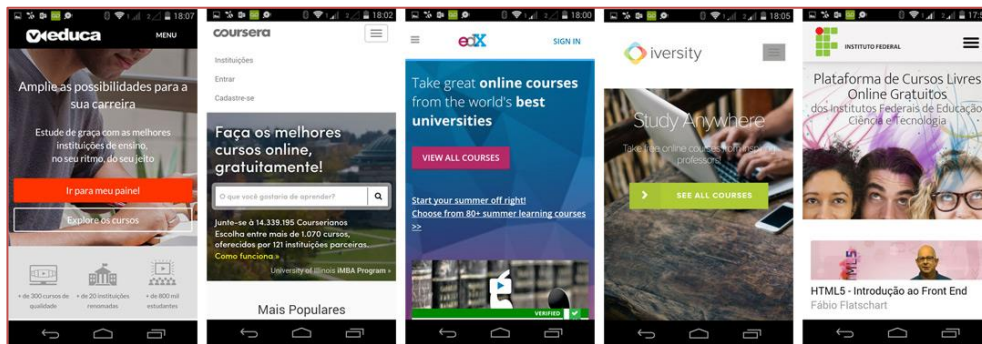 18:07
veduca
MENU
Amplie as possibilidades para a
sua carreira
Estude de graça com as melhores
instituições de ensino,
no seu ritmo, do seu jeito
Ir para meu painel
Explore os cursos
+ de 300 cursos de
qualidade
+ de 20 instituições
renomadas
+ de 800 mil
estudantes
18:02
coursera
Instituições
Entrar
Cadastre-se
Faça os melhores
cursos online,
gratuitamente!
O que você gostaria de aprender?
Junte-se à 14.339.195 Courserianos
Escolha entre mais de 1.070 cursos,
oferecidos por 121 instituições parceiras.
Como funciona »
University of Illinois iMBA Program »
Mais Populares
18:00
edX
SIGN IN
Take great online courses
from the world's best
universities
VIEW ALL COURSES
Start your summer off right!
Choose from 80+ summer learning courses
>>
VERIFIED
18:05
iversity
Study Anywhere
Take free online courses from inspiring
professors!
SEE ALL COURSES
INSTITUTO FEDERAL
Plataforma de Cursos Livres
Online Gratuitos
dos Institutos Federais de Educação
Ciência e Tecnologia
HTML5 - Introdução ao Front End
Fábio Flatschart